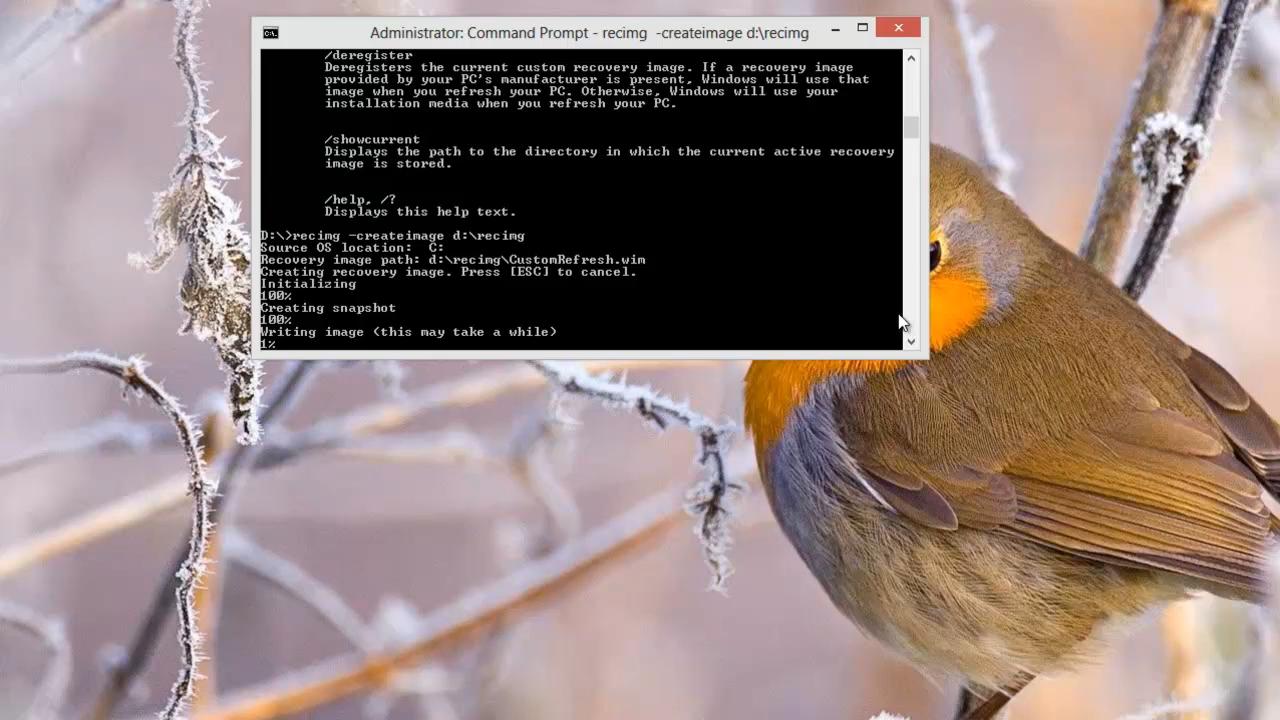 Administrator: Command Prompt - recimg -createimage d:\recimg
/deregister
Deregisters the current custom recovery image. If a recovery image
provided by your PC's manufacturer is present, Windows will use that
image when you refresh your PC. Otherwise, Windows will use your
installation media when you refresh your PC.
/showcurrent
Displays the path to the directory in which the current active recovery
image is stored.
/help, /?
Displays this help text.
D:\>recimg -createimage d:\recimg
Source OS location: C:
Recovery image path: d:\recimg\CustomRefresh.wim
Creating recovery image. Press [ESC] to cancel.
Initializing
100%
Creating snapshot
100%
Writing image (this may take a while)
1%